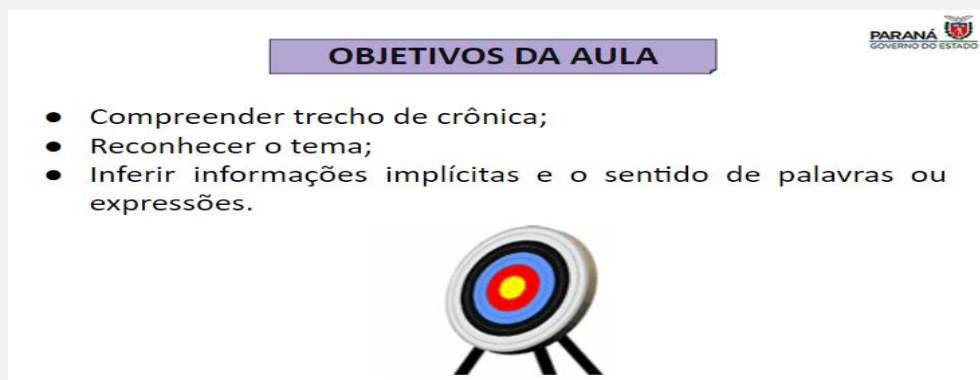 PARANÁ
GOVERNO DO ESTADO
OBJETIVOS DA AULA
● Compreender trecho de crônica;
● Reconhecer o tema;
● Inferir informações implícitas e o sentido de palavras ou
expressões.